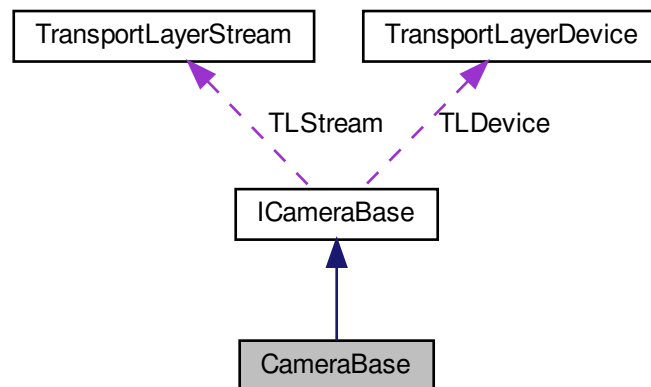 TransportLayerStream
TransportLayerDevice
TLStream
TLDevice
ICameraBase
CameraBase